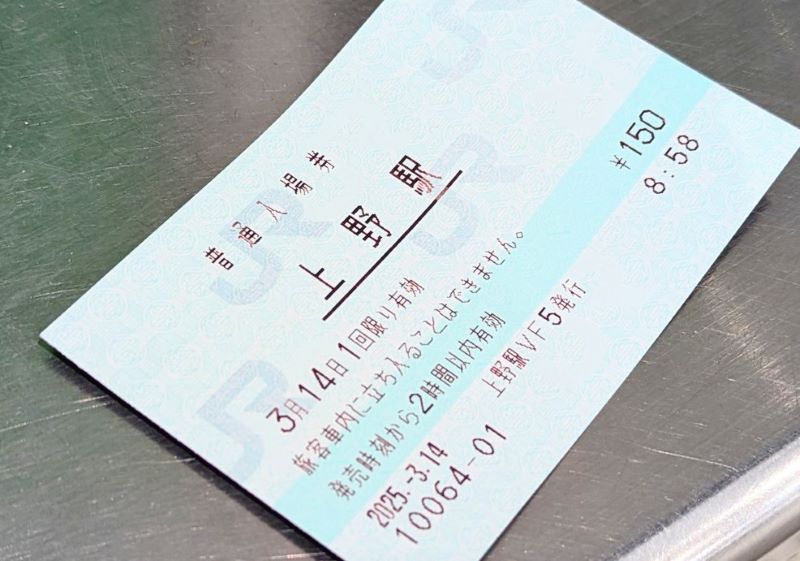 普通入場券
上野駅
¥150
3月14日1回限り有効
8:58
旅客車内に立ち入ることはできません。
発売時刻から2時間以内有効
2025.-3.14 上野駅VF5発行
10064-01